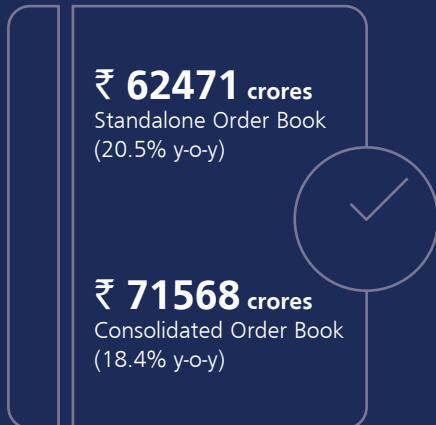 ₹ 62471 crores
Standalone Order Book
(20.5% y-o-y)
₹ 71568 crores
Consolidated Order Book
(18.4% y-o-y)